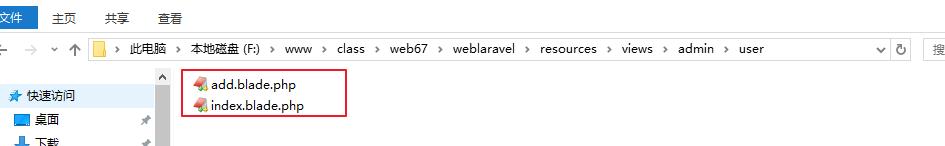 文件 主页 共享 查看
此电脑 本地磁盘 (F:) www class web67 weblaravel resources views admin user 搜
快速访问 add.blade.php
桌面 index.blade.php
下载